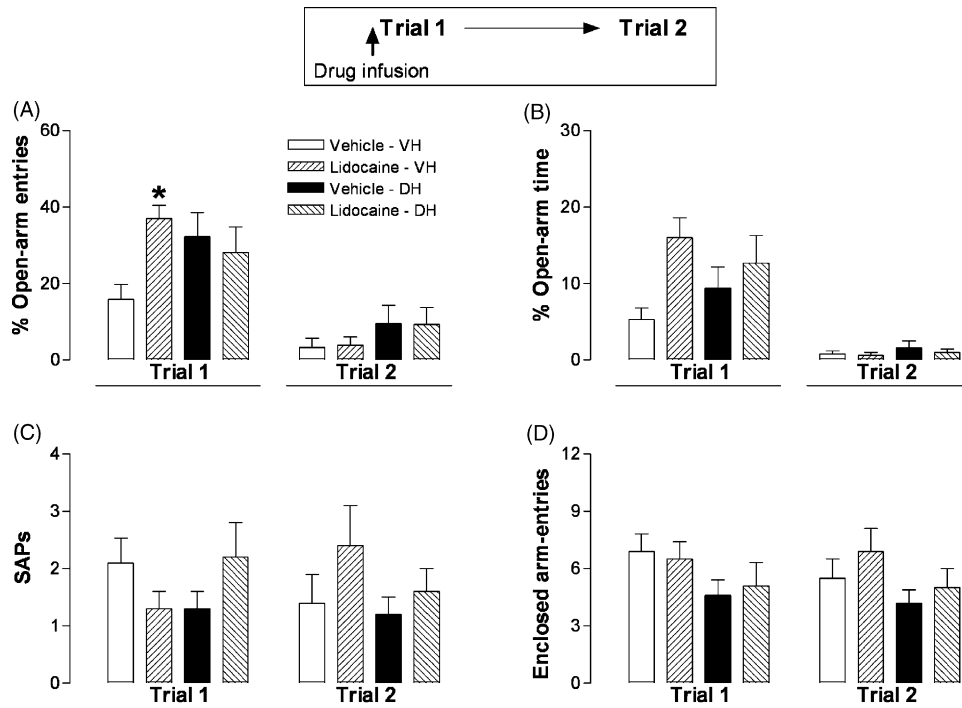 Trial 1 Trial 2
Drug infusion
(A)
% Open-arm entries
60
40
20
0
*
Vehicle - VH
Lidocaine - VH
Vehicle - DH
Lidocaine - DH
Trial 1 Trial 2
(B)
% Open-arm time
30
20
10
0
Trial 1 Trial 2
(C)
SAPs
4
3
2
1
0
Trial 1 Trial 2
(D)
Enclosed arm-entries
12
9
6
3
0
Trial 1 Trial 2